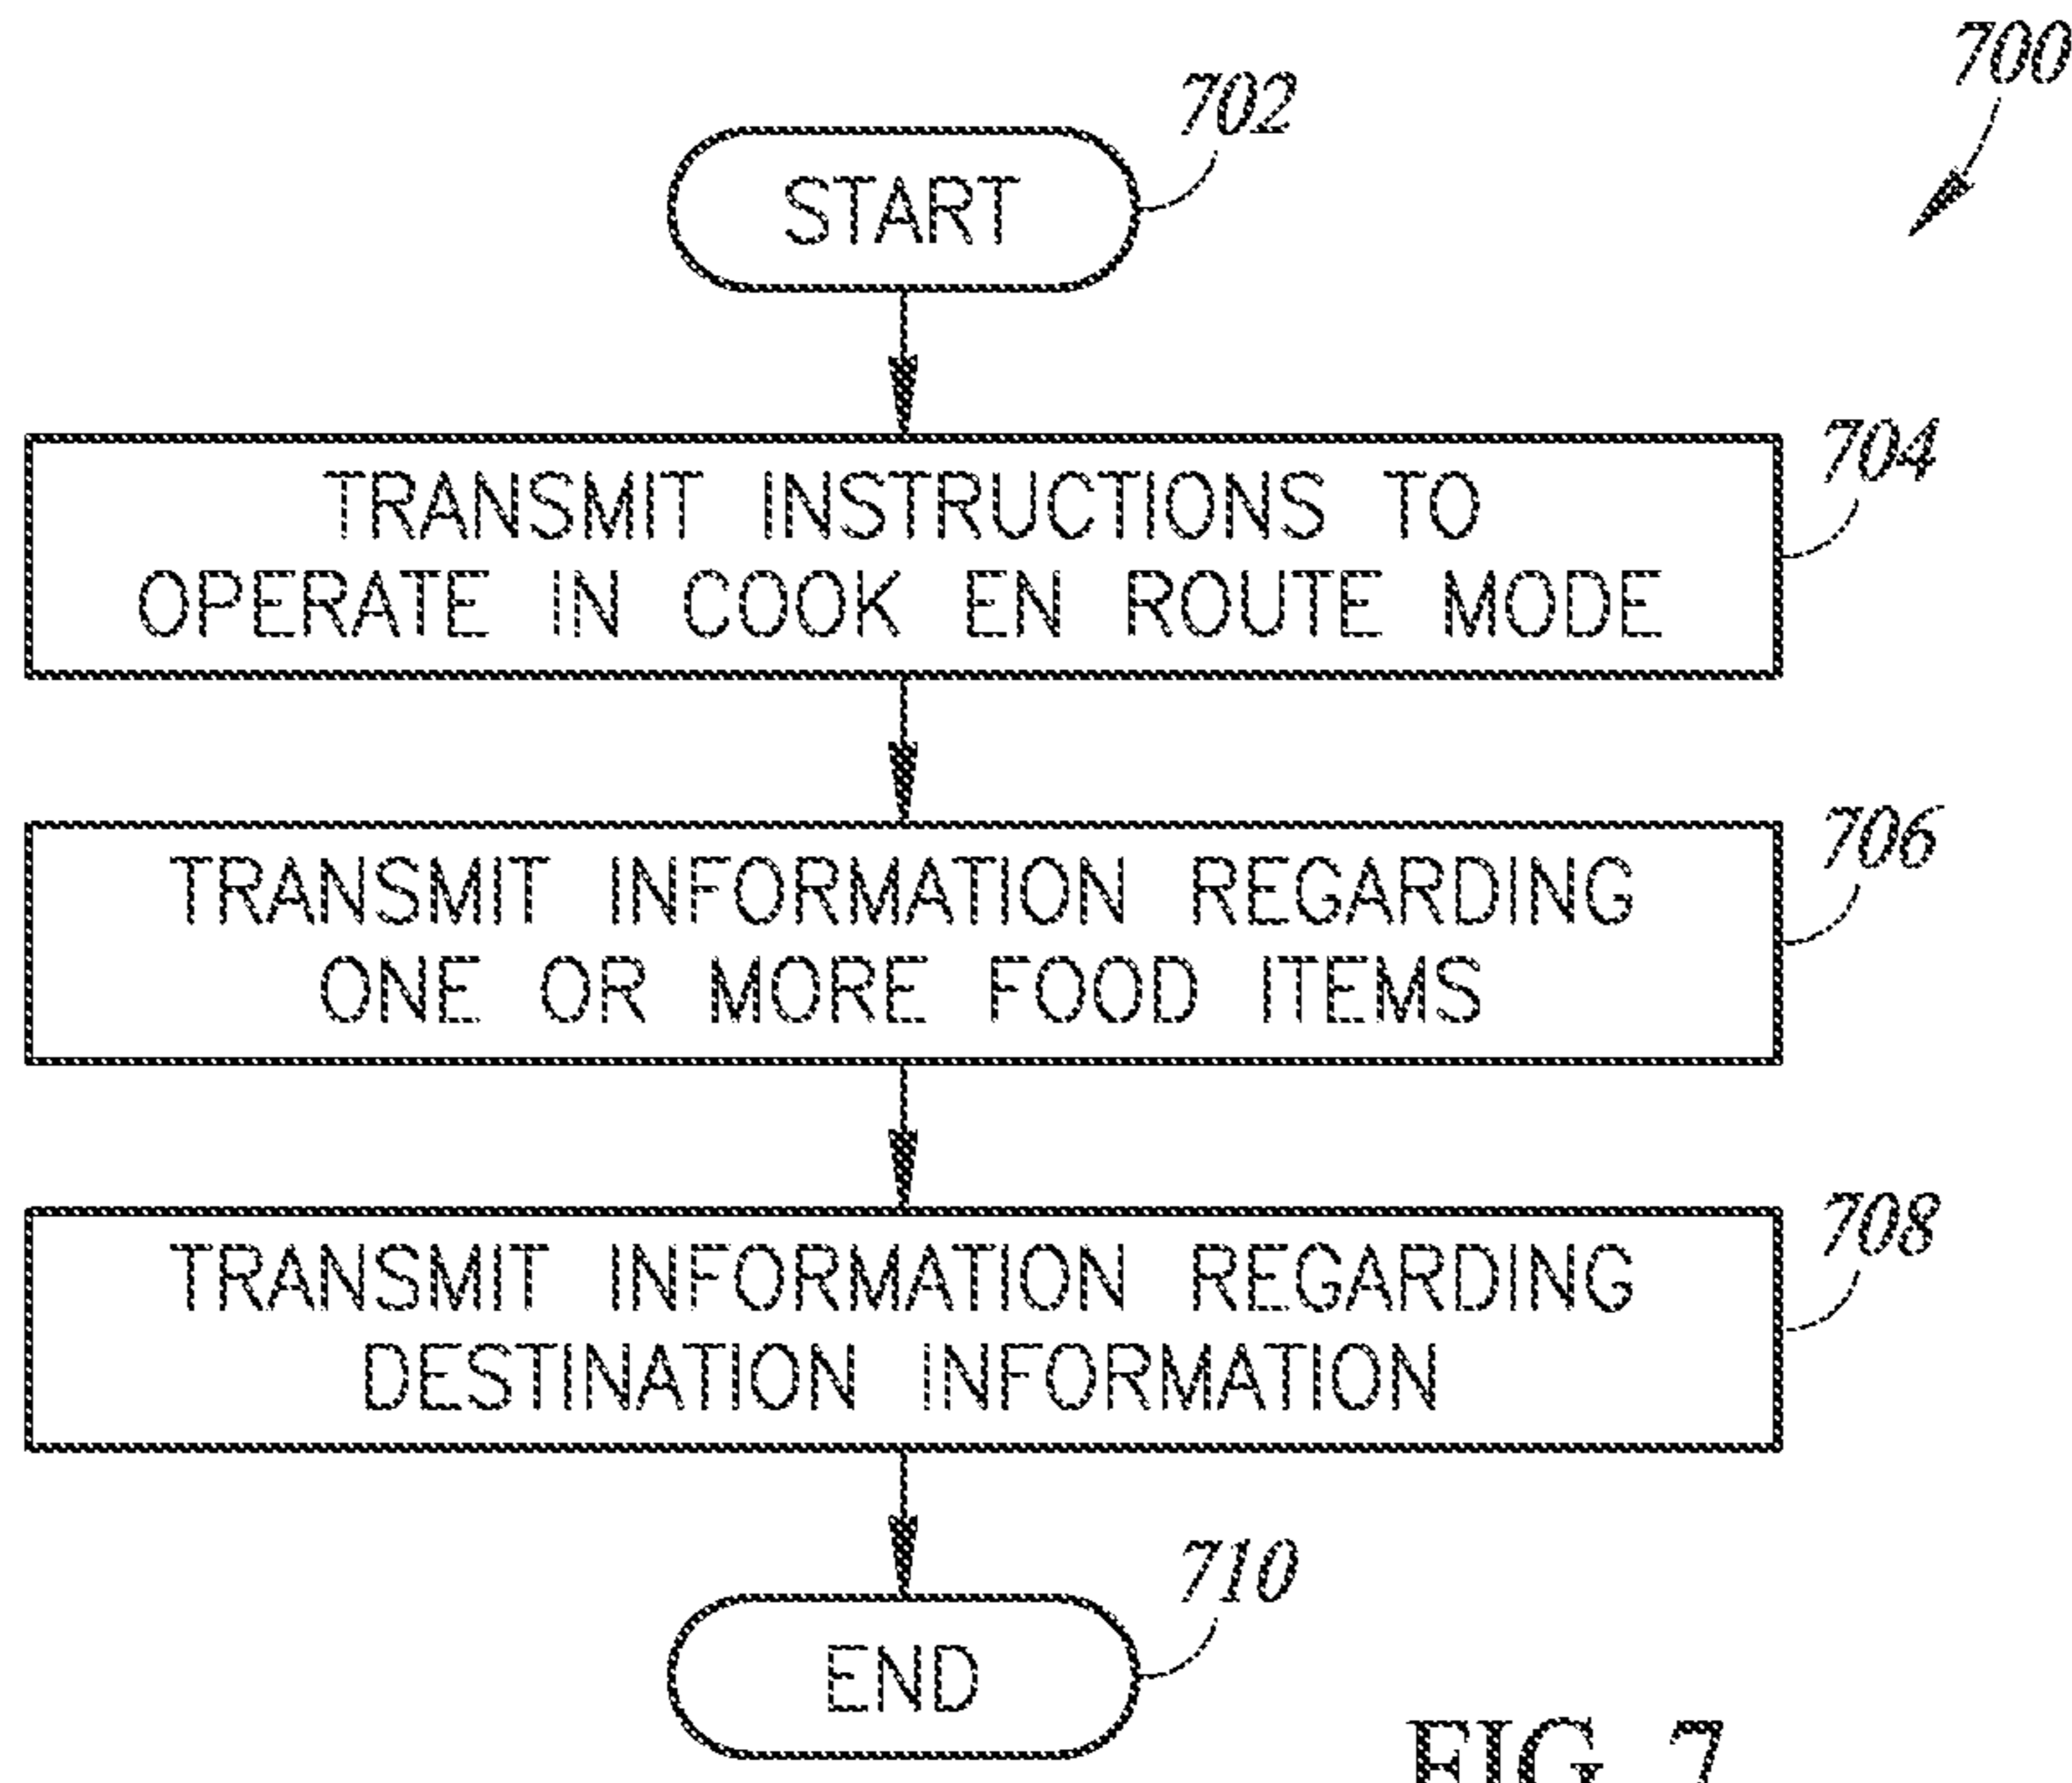 700
702
START
704
TRANSMIT INSTRUCTIONS TO
OPERATE IN COOK EN ROUTE MODE
706
TRANSMIT INFORMATION REGARDING
ONE OR MORE FOOD ITEMS
708
TRANSMIT INFORMATION REGARDING
DESTINATION INFORMATION
710
END
FIG. 7